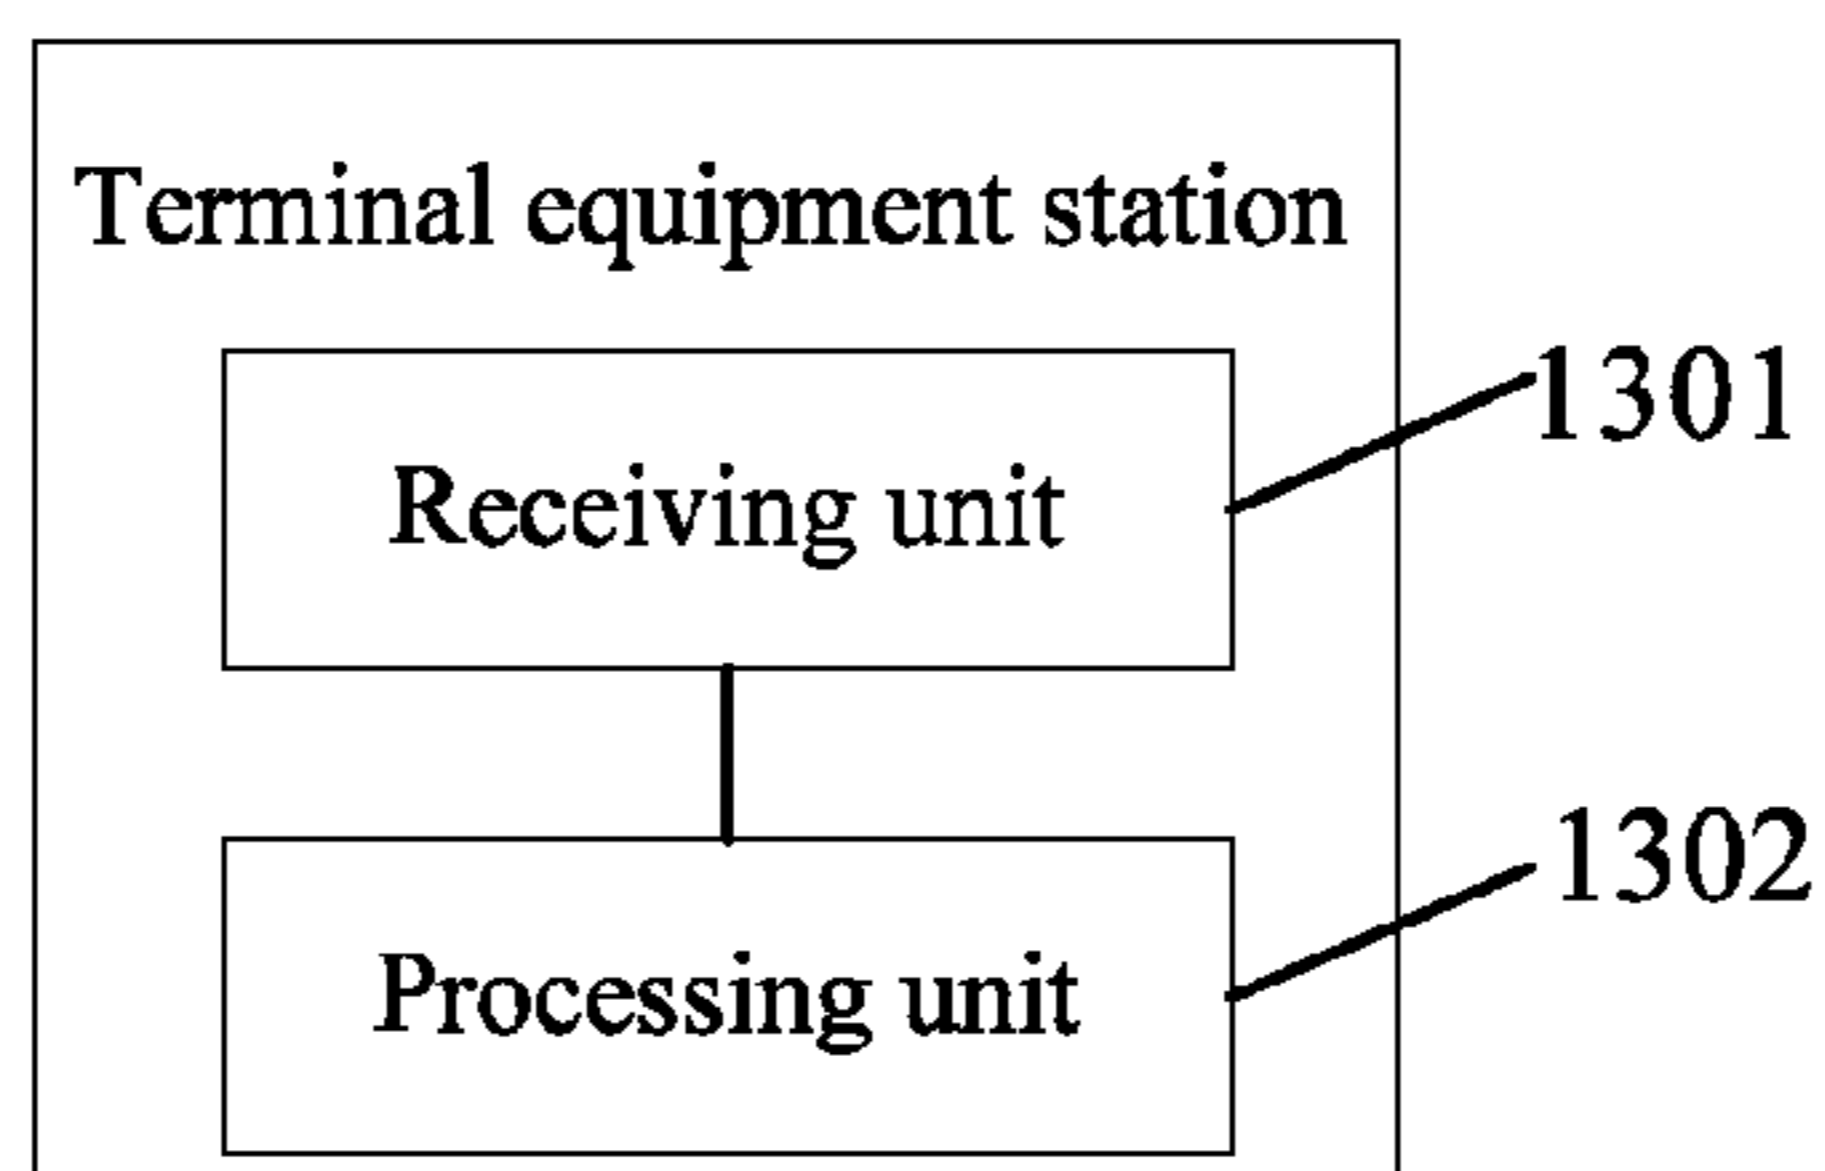 Terminal equipment station
1301
Receiving unit
1302
Processing unit